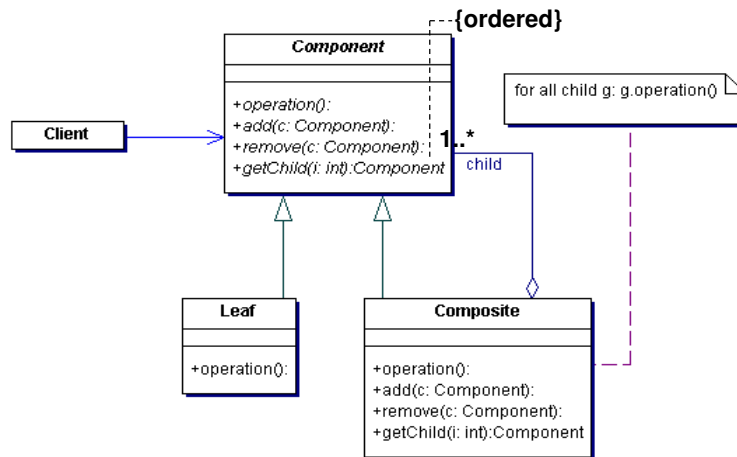 {ordered}
Component
for all child g: g.operation()
+operation():
+add(c: Component):
+remove(c: Component):
+getChild(i: int):Component
Client
1..*
child
Leaf
+operation():
Composite
+operation():
+add(c: Component):
+remove(c: Component):
+getChild(i: int):Component